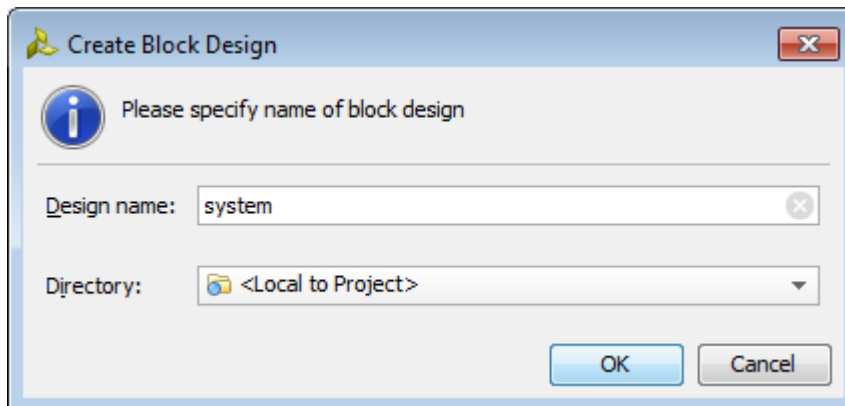 Create Block Design
Please specify name of block design
Design name: system
Directory: <Local to Project>
OK Cancel